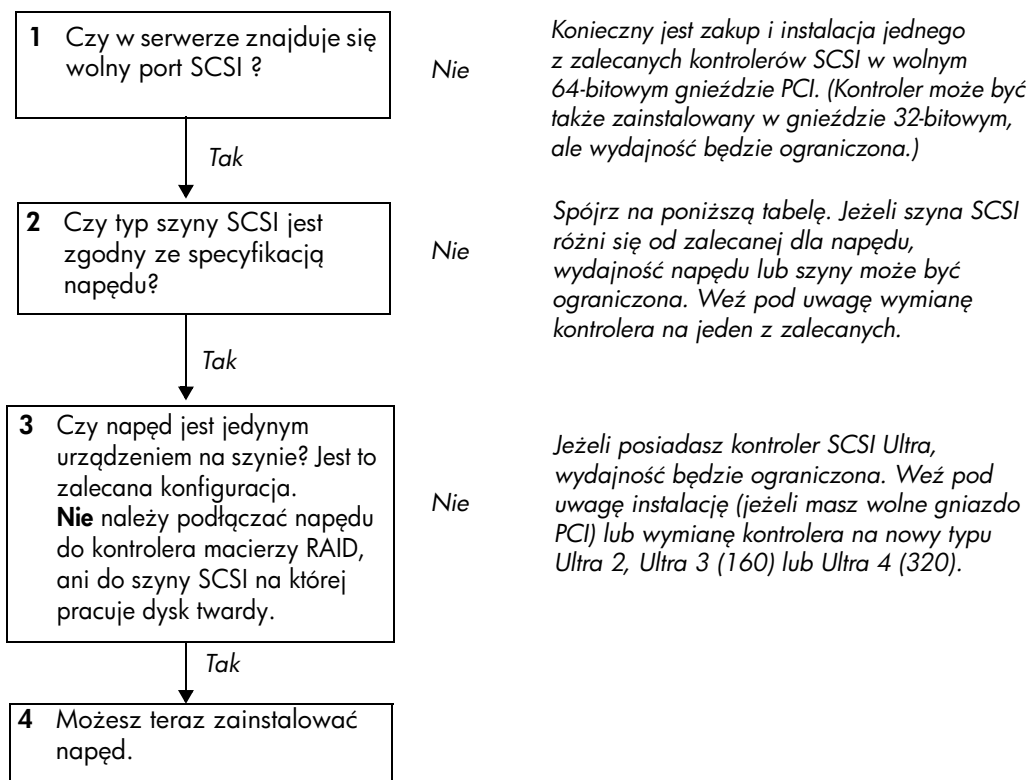 1 Czy w serwerze znajduje się
wolny port SCSI ?
Nie
Konieczny jest zakup i instalacja jednego
z zalecanych kontrolerów SCSI w wolnym
64-bitowym gnieździe PCI. (Kontroler może być
także zainstalowany w gnieździe 32-bitowym,
ale wydajność będzie ograniczona.)
Tak
2 Czy typ szyny SCSI jest
zgodny ze specyfikacją
napędu?
Nie
Spójrz na poniższą tabelę. Jeżeli szyna SCSI
różni się od zalecanej dla napędu,
wydajność napędu lub szyny może być
ograniczona. Weź pod uwagę wymianę
kontrolera na jeden z zalecanych.
Tak
3 Czy napęd jest jedynym
urządzeniem na szynie? Jest to
zalecana konfiguracja.
Nie należy podłączać napędu
do kontrolera macierzy RAID,
ani do szyny SCSI na której
pracuje dysk twardy.
Nie
Jeżeli posiadasz kontroler SCSI Ultra,
wydajność będzie ograniczona. Weź pod
uwagę instalację (jeżeli masz wolne gniazdo
PCI) lub wymianę kontrolera na nowy typu
Ultra 2, Ultra 3 (160) lub Ultra 4 (320).
Tak
4 Możesz teraz zainstalować
napęd.